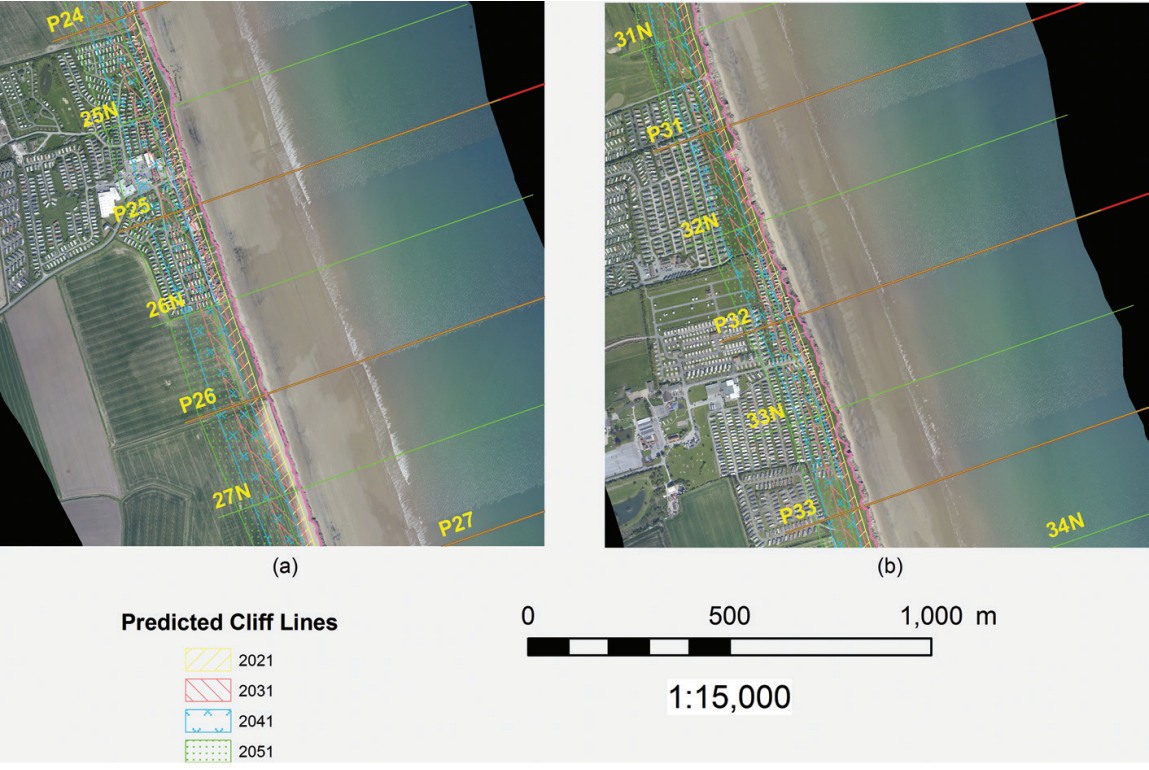 P24
25N
P25
26N
P26
27N
P27
(a)
31N
P31
32N
P32
33N
P33
34N
(b)
Predicted Cliff Lines
2021
2031
2041
2051
0 500 1,000 m
1:15,000